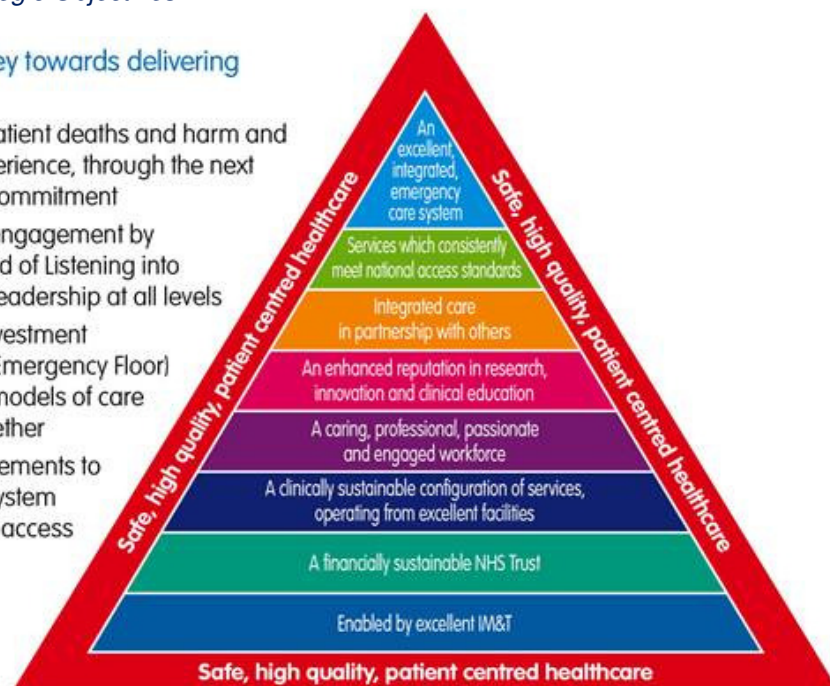 ey towards delivering
atient deaths and harm and
erience, through the next
ommitment
ngagement by
d of Listening into
eadership at all levels
vestment
Emergency Floor)
models of care
ether
ements to
ystem
access
An
excellent,
integrated,
emergency
care system
Services which consistently
meet national access standards
Integrated care
in partnership with others
An enhanced reputation in research,
innovation and clinical education
A caring, professional, passionate
and engaged workforce
A clinically sustainable configuration of services,
operating from excellent facilities
A financially sustainable NHS Trust
Enabled by excellent IM&T
Safe, high quality, patient centred healthcare
Safe, high quality, patient centred healthcare
Safe, high quality, patient centred healthcare